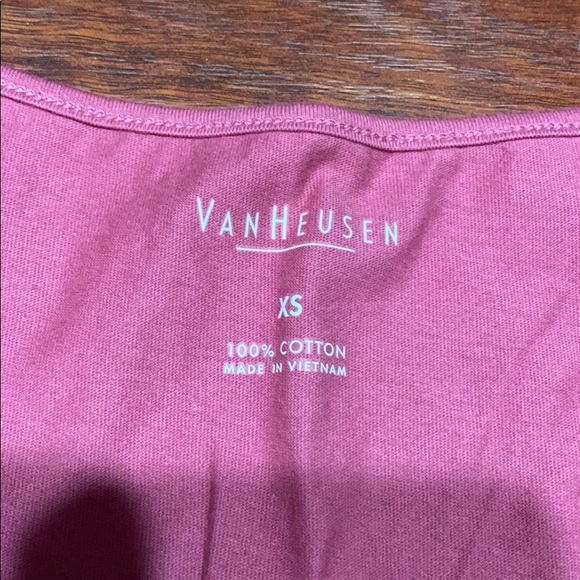 VANHEUSEN
XS
100% COTTON
MADE IN VIETNAM